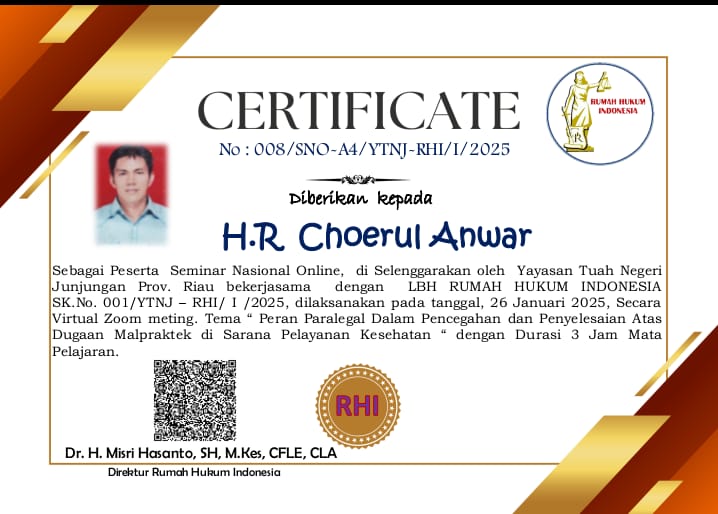 CERTIFICATE
RUMAH HUKUM
INDONESIA
No : 008/SNO-A4/YTNJ-RHI/I/2025
Diberikan kepada
H.R. Choerul Anwar
Sebagai Peserta Seminar Nasional Online, di Selenggarakan oleh Yayasan Tuah Negeri
Junjungan Prov. Riau bekerjasama dengan LBH RUMAH HUKUM INDONESIA
SK.No. 001/YTNJ – RHI/ I /2025, dilaksanakan pada tanggal, 26 Januari 2025, Secara
Virtual Zoom meting. Tema “ Peran Paralegal Dalam Pencegahan dan Penyelesaian Atas
Dugaan Malpraktek di Sarana Pelayanan Kesehatan “ dengan Durasi 3 Jam Mata
Pelajaran.
RHI
Dr. H. Misri Hasanto, SH, M.Kes, CFLE, CLA
Direktur Rumah Hukum Indonesia